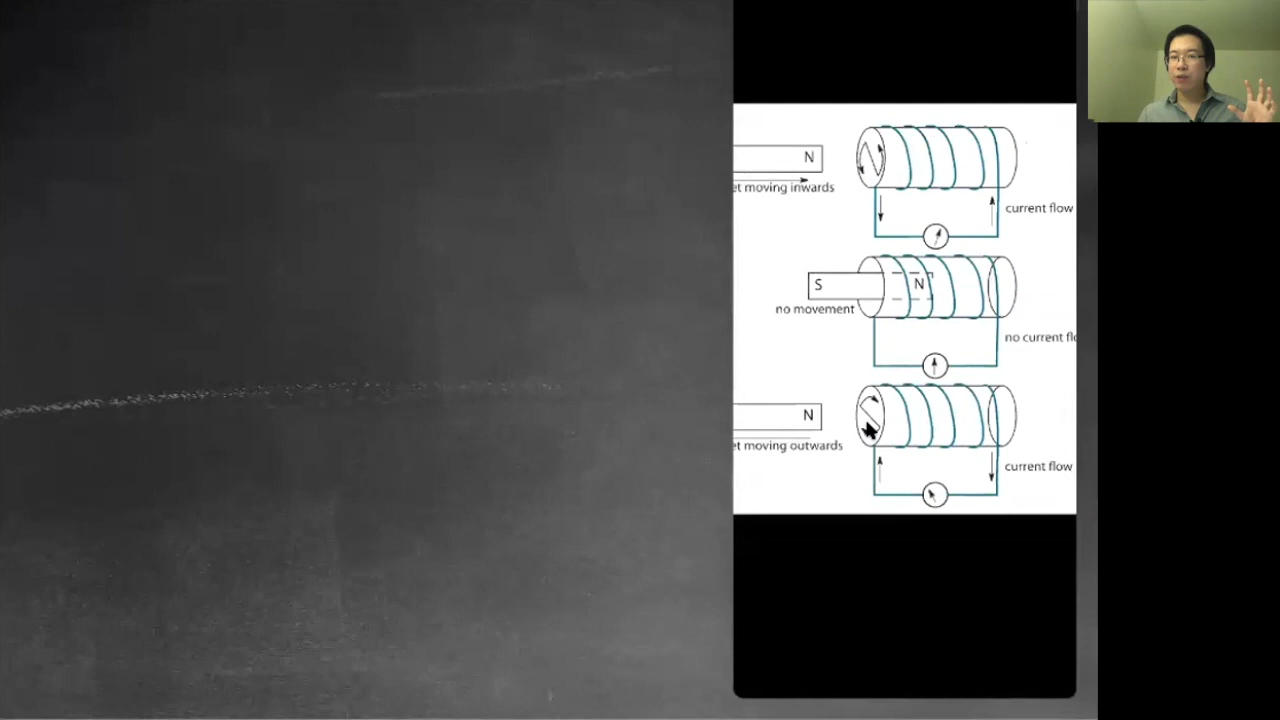 N
et moving inwards
current flow
S
N
no movement
no current flo
N
et moving outwards
current flow